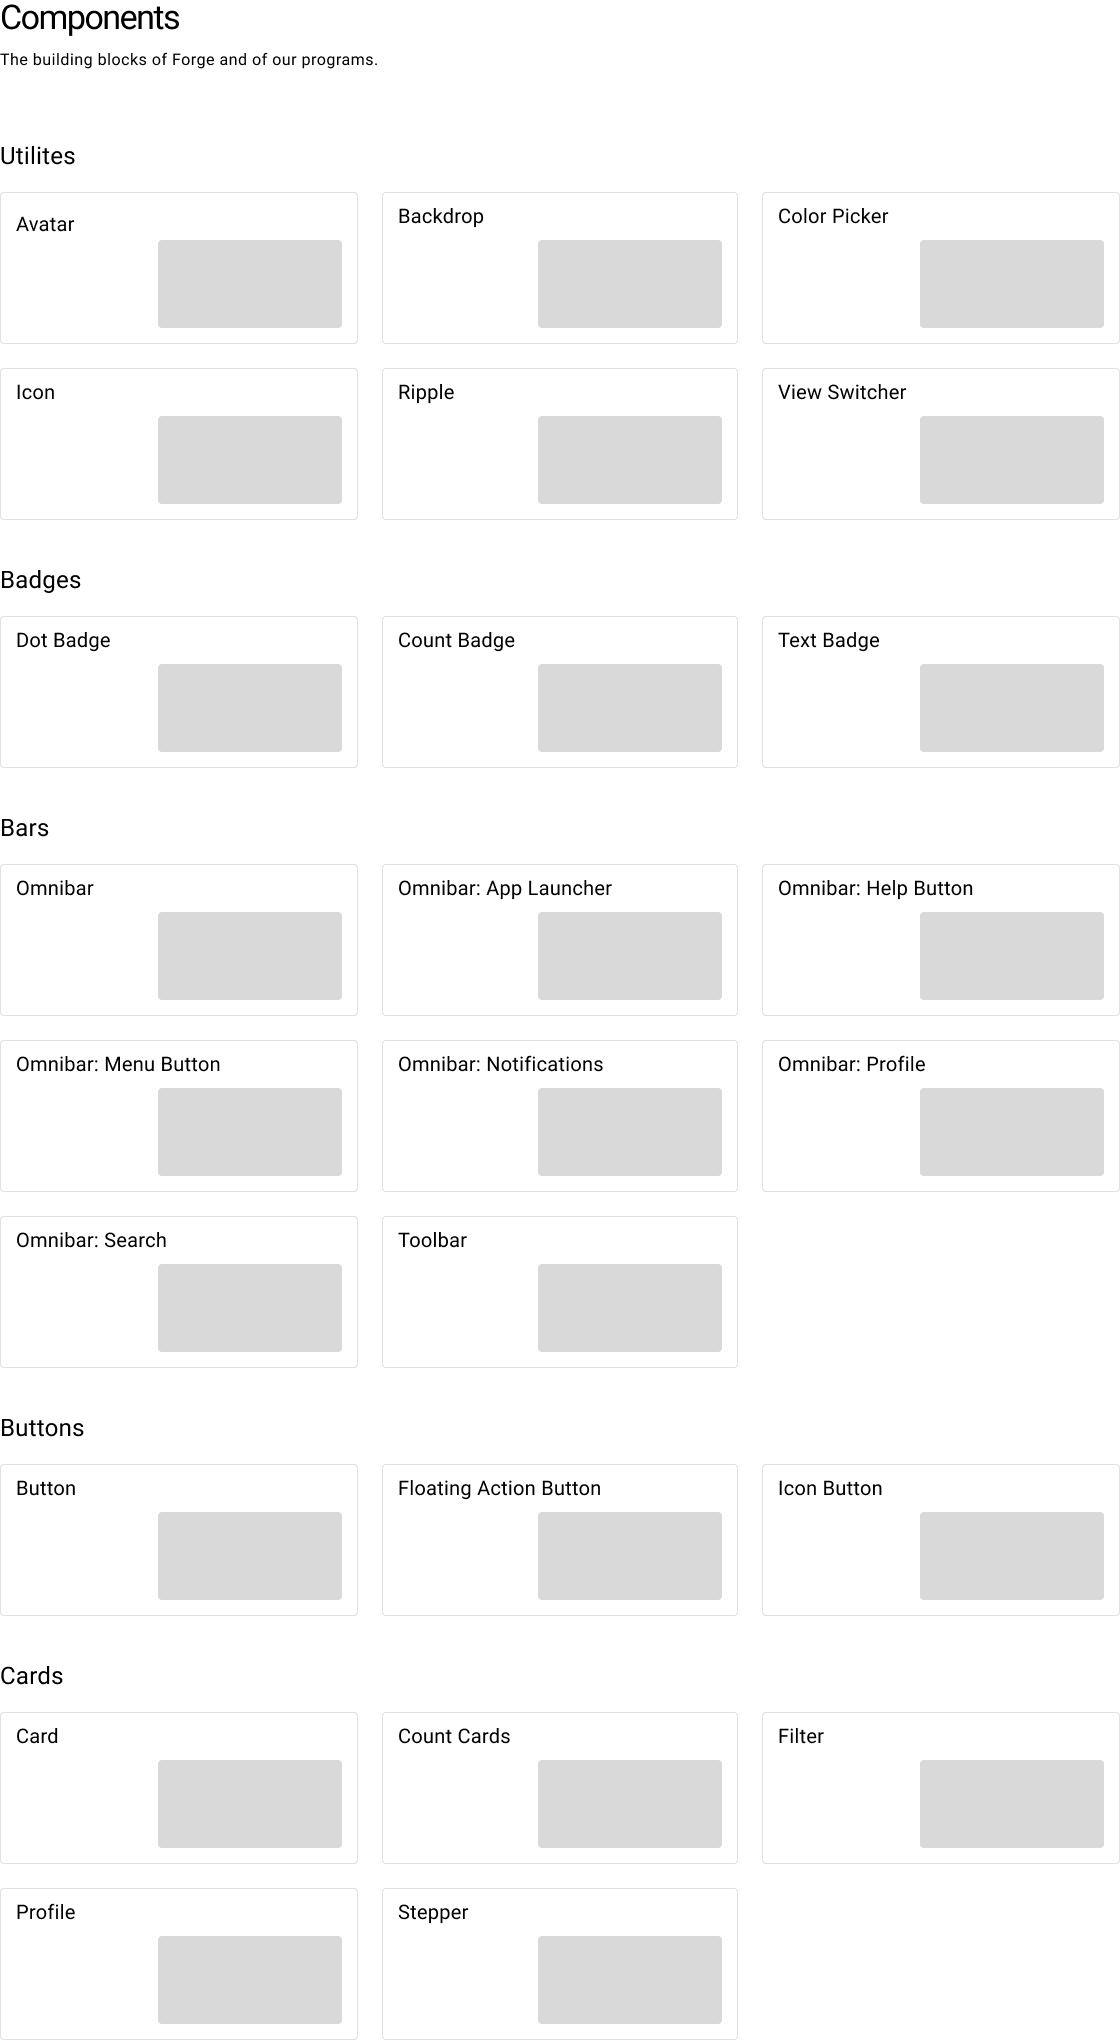 Components
The building blocks of Forge and of our programs.
Utilites
Avatar
Backdrop
Color Picker
Icon
Ripple
View Switcher
Badges
Dot Badge
Count Badge
Text Badge
Bars
Omnibar
Omnibar: App Launcher
Omnibar: Help Button
Omnibar: Menu Button
Omnibar: Notifications
Omnibar: Profile
Omnibar: Search
Toolbar
Buttons
Button
Floating Action Button
Icon Button
Cards
Card
Count Cards
Filter
Profile
Stepper